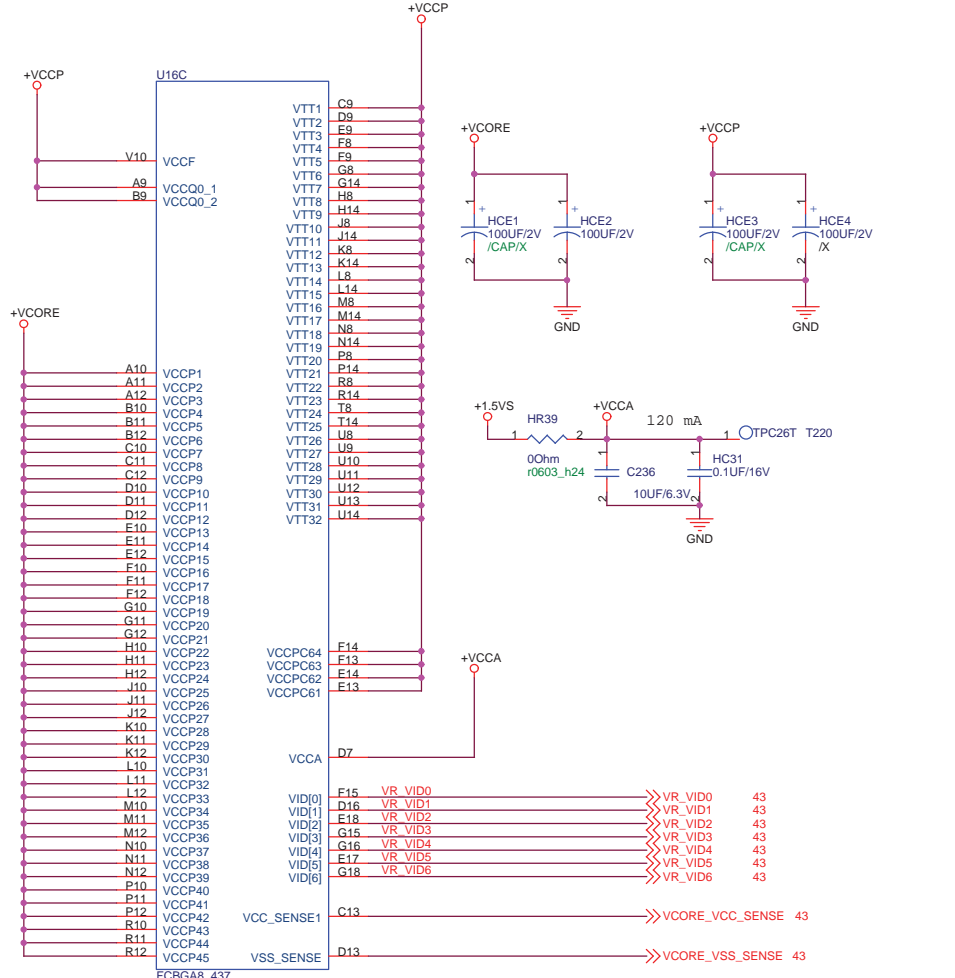 +VCCP
+VCCP
U16C
V10 VCCF
A9 VCCQ0_1
B9 VCCQ0_2
+VCORE
A10 VCCP1
A11 VCCP2
A12 VCCP3
B10 VCCP4
B11 VCCP5
B12 VCCP6
C10 VCCP7
C11 VCCP8
C12 VCCP9
D10 VCCP10
D11 VCCP11
D12 VCCP12
E10 VCCP13
E11 VCCP14
E12 VCCP15
F10 VCCP16
F11 VCCP17
F12 VCCP18
G10 VCCP19
G11 VCCP20
G12 VCCP21
H10 VCCP22
H11 VCCP23
H12 VCCP24
J10 VCCP25
J11 VCCP26
J12 VCCP27
K10 VCCP28
K11 VCCP29
K12 VCCP30
L10 VCCP31
L11 VCCP32
L12 VCCP33
M10 VCCP34
M11 VCCP35
M12 VCCP36
N10 VCCP37
N11 VCCP38
N12 VCCP39
P10 VCCP40
P11 VCCP41
P12 VCCP42
R10 VCCP43
R11 VCCP44
R12 VCCP45
VTT1 C9
VTT2 D9
VTT3 E9
VTT4 F8
VTT5 F9
VTT6 G8
VTT7 G14
VTT8 H8
VTT9 H14
VTT10 J8
VTT11 J14
VTT12 K8
VTT13 K14
VTT14 L8
VTT15 L14
VTT16 M8
VTT17 M14
VTT18 N8
VTT19 N14
VTT20 P8
VTT21 P14
VTT22 R8
VTT23 R14
VTT24 T8
VTT25 T14
VTT26 U8
VTT27 U9
VTT28 U10
VTT29 U11
VTT30 U12
VTT31 U13
VTT32 U14
VCCPC64 F14
VCCPC63 F13
VCCPC62 E14
VCCPC61 E13
VCCA D7
+VCCA
VID[0] F15 VR_VID0 VR_VID0 43
VID[1] D16 VR_VID1 VR_VID1 43
VID[2] E18 VR_VID2 VR_VID2 43
VID[3] G15 VR_VID3 VR_VID3 43
VID[4] G16 VR_VID4 VR_VID4 43
VID[5] E17 VR_VID5 VR_VID5 43
VID[6] G18 VR_VID6 VR_VID6 43
VCC_SENSE1 C13 VCORE_VCC_SENSE 43
VSS_SENSE D13 VCORE_VSS_SENSE 43
FCBGA8_437
+VCORE
1 + 1 +
HCE1 HCE2
100UF/2V 100UF/2V
/CAP/X
2 2
GND
+VCCP
1 + 1 +
HCE3 HCE4
100UF/2V 100UF/2V
/CAP/X /X
2 2
GND
+1.5VS +VCCA 120 mA
1 HR39 2 1 TPC26T T220
0Ohm
r0603_h24
1 C236 2
10UF/6.3V
1 HC31 2
0.1UF/16V
GND